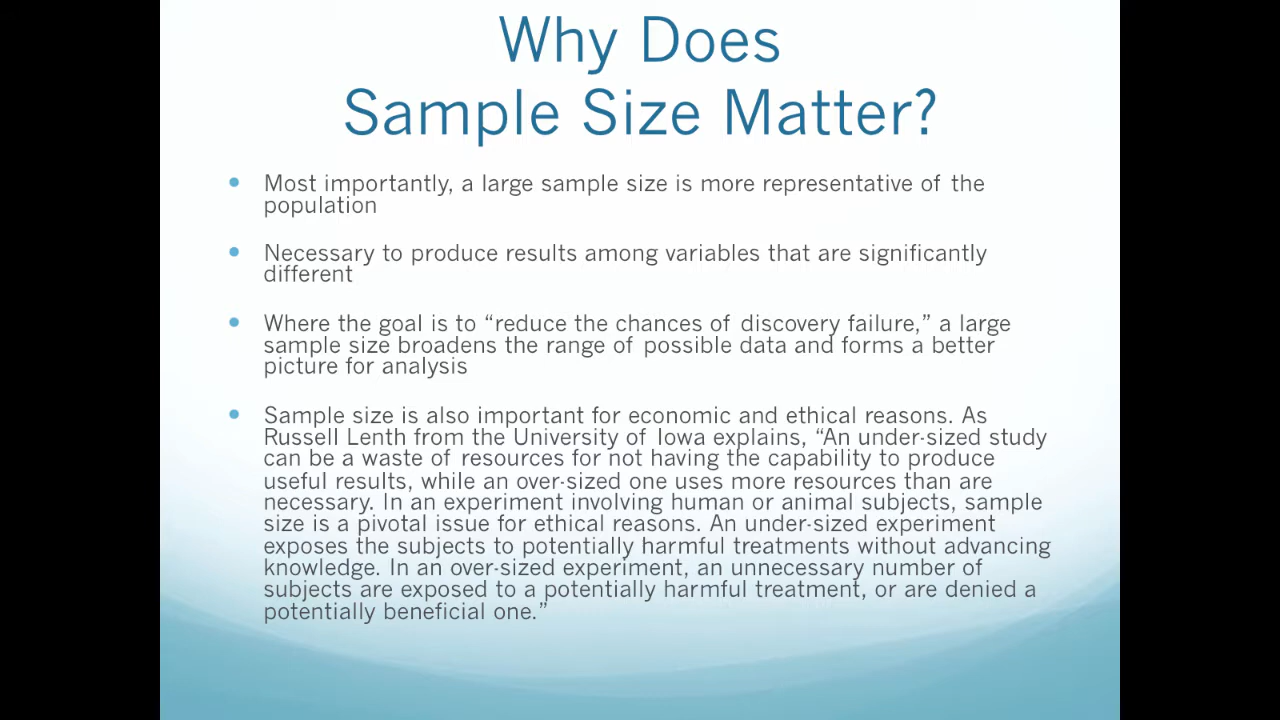 Why Does
Sample Size Matter?
• Most importantly, a large sample size is more representative of the
population
• Necessary to produce results among variables that are significantly
different
• Where the goal is to “reduce the chances of discovery failure,” a large
sample size broadens the range of possible data and forms a better
picture for analysis
• Sample size is also important for economic and ethical reasons. As
Russell Lenth from the University of Iowa explains, “An under-sized study
can be a waste of resources for not having the capability to produce
useful results, while an over-sized one uses more resources than are
necessary. In an experiment involving human or animal subjects, sample
size is a pivotal issue for ethical reasons. An under-sized experiment
exposes the subjects to potentially harmful treatments without advancing
knowledge. In an over-sized experiment, an unnecessary number of
subjects are exposed to a potentially harmful treatment, or are denied a
potentially beneficial one.”